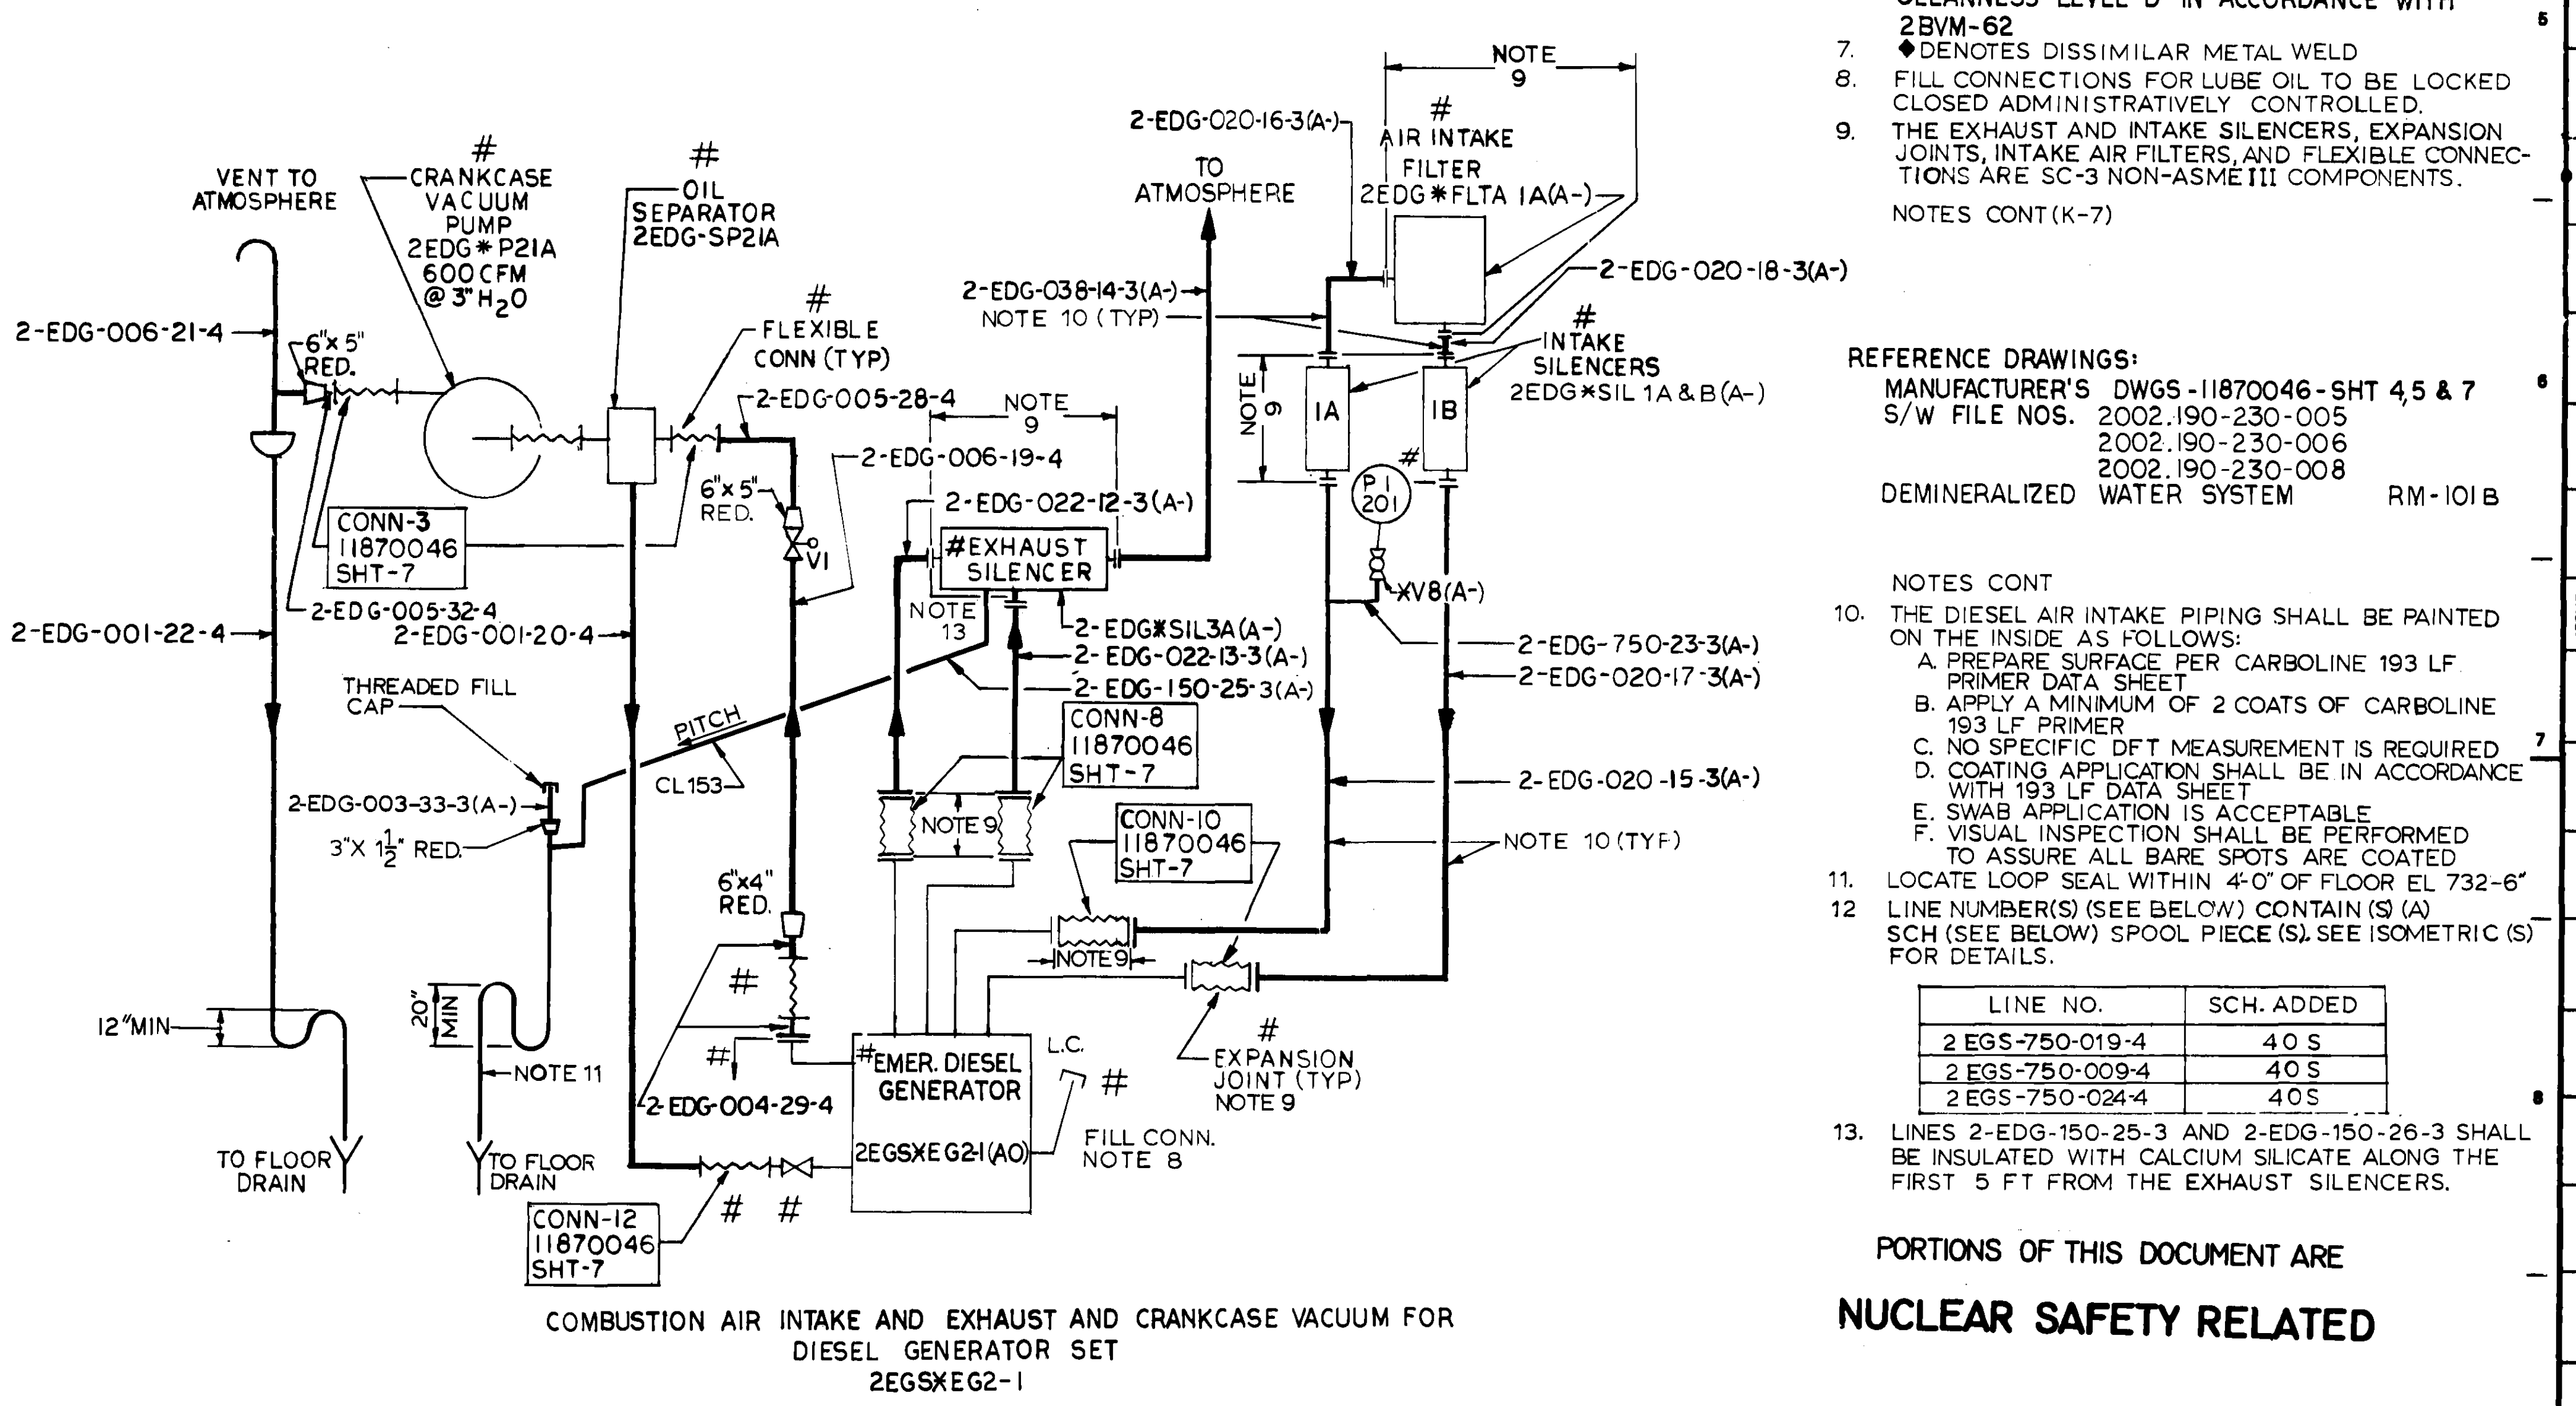 VENT TO
ATMOSPHERE
#
CRANKCASE
VACUUM
PUMP
2EDG*P21A
600CFM
@ 3" H2O
#
OIL
SEPARATOR
2EDG-SP21A
2-EDG-006-21-4
6"x 5"
RED.
#
FLEXIBLE
CONN (TYP)
2-EDG-005-28-4
2-EDG-006-19-4
6"x 5"
RED.
V1
CONN-3
11870046
SHT-7
2-EDG-005-32-4
2-EDG-001-20-4
2-EDG-001-22-4
THREADED FILL
CAP
2-EDG-003-33-3(A-)
3"X 1½" RED.
PITCH
CL153
12"MIN
20"
MIN
NOTE 11
TO FLOOR
DRAIN
TO FLOOR
DRAIN
6"x4"
RED.
#
#
2-EDG-004-29-4
CONN-12
11870046
SHT-7
#
#
#EMER. DIESEL
GENERATOR
2EGS*EG2-1(AO)
L.C.
#
FILL CONN.
NOTE 8
NOTE
9
2-EDG-022-12-3(A-)
#EXHAUST
SILENCER
NOTE
13
2-EDG*SIL3A(A-)
2-EDG-022-13-3(A-)
2-EDG-150-25-3(A-)
CONN-8
11870046
SHT-7
NOTE 9
CONN-10
11870046
SHT-7
NOTE 9
#
EXPANSION
JOINT (TYP)
NOTE 9
TO
ATMOSPHERE
2-EDG-038-14-3(A-)
NOTE 10 (TYP)
2-EDG-020-16-3(A-)
NOTE
9
#
AIR INTAKE
FILTER
2EDG*FLTA 1A(A-)
2-EDG-020-18-3(A-)
#
INTAKE
SILENCERS
2EDG*SIL 1A & B(A-)
NOTE
9
1A
1B
PI
201
#
*XV8(A-)
2-EDG-750-23-3(A-)
2-EDG-020-17-3(A-)
2-EDG-020-15-3(A-)
NOTE 10 (TYP)
COMBUSTION AIR INTAKE AND EXHAUST AND CRANKCASE VACUUM FOR
DIESEL GENERATOR SET
2EGS*EG2-1
CLEANNESS LEVEL D IN ACCORDANCE WITH
2BVM-62
7. ◆DENOTES DISSIMILAR METAL WELD
8. FILL CONNECTIONS FOR LUBE OIL TO BE LOCKED
CLOSED ADMINISTRATIVELY CONTROLLED.
9. THE EXHAUST AND INTAKE SILENCERS, EXPANSION
JOINTS, INTAKE AIR FILTERS, AND FLEXIBLE CONNEC-
TIONS ARE SC-3 NON-ASME III COMPONENTS.
NOTES CONT (K-7)
REFERENCE DRAWINGS:
MANUFACTURER'S DWGS -11870046-SHT 4,5 & 7
S/W FILE NOS. 2002.190-230-005
2002.190-230-006
2002.190-230-008
DEMINERALIZED WATER SYSTEM RM-101B
NOTES CONT
10. THE DIESEL AIR INTAKE PIPING SHALL BE PAINTED
ON THE INSIDE AS FOLLOWS:
A. PREPARE SURFACE PER CARBOLINE 193 LF
PRIMER DATA SHEET
B. APPLY A MINIMUM OF 2 COATS OF CARBOLINE
193 LF PRIMER
C. NO SPECIFIC DFT MEASUREMENT IS REQUIRED
D. COATING APPLICATION SHALL BE IN ACCORDANCE
WITH 193 LF DATA SHEET
E. SWAB APPLICATION IS ACCEPTABLE
F. VISUAL INSPECTION SHALL BE PERFORMED
TO ASSURE ALL BARE SPOTS ARE COATED
11. LOCATE LOOP SEAL WITHIN 4'-0" OF FLOOR EL 732-6"
12 LINE NUMBER(S) (SEE BELOW) CONTAIN(S) (A)
SCH (SEE BELOW) SPOOL PIECE (S). SEE ISOMETRIC (S)
FOR DETAILS.
LINE NO. SCH. ADDED
2 EGS-750-019-4 40 S
2 EGS-750-009-4 40 S
2 EGS-750-024-4 40 S
13. LINES 2-EDG-150-25-3 AND 2-EDG-150-26-3 SHALL
BE INSULATED WITH CALCIUM SILICATE ALONG THE
FIRST 5 FT FROM THE EXHAUST SILENCERS.
PORTIONS OF THIS DOCUMENT ARE
NUCLEAR SAFETY RELATED
5
6
7
8